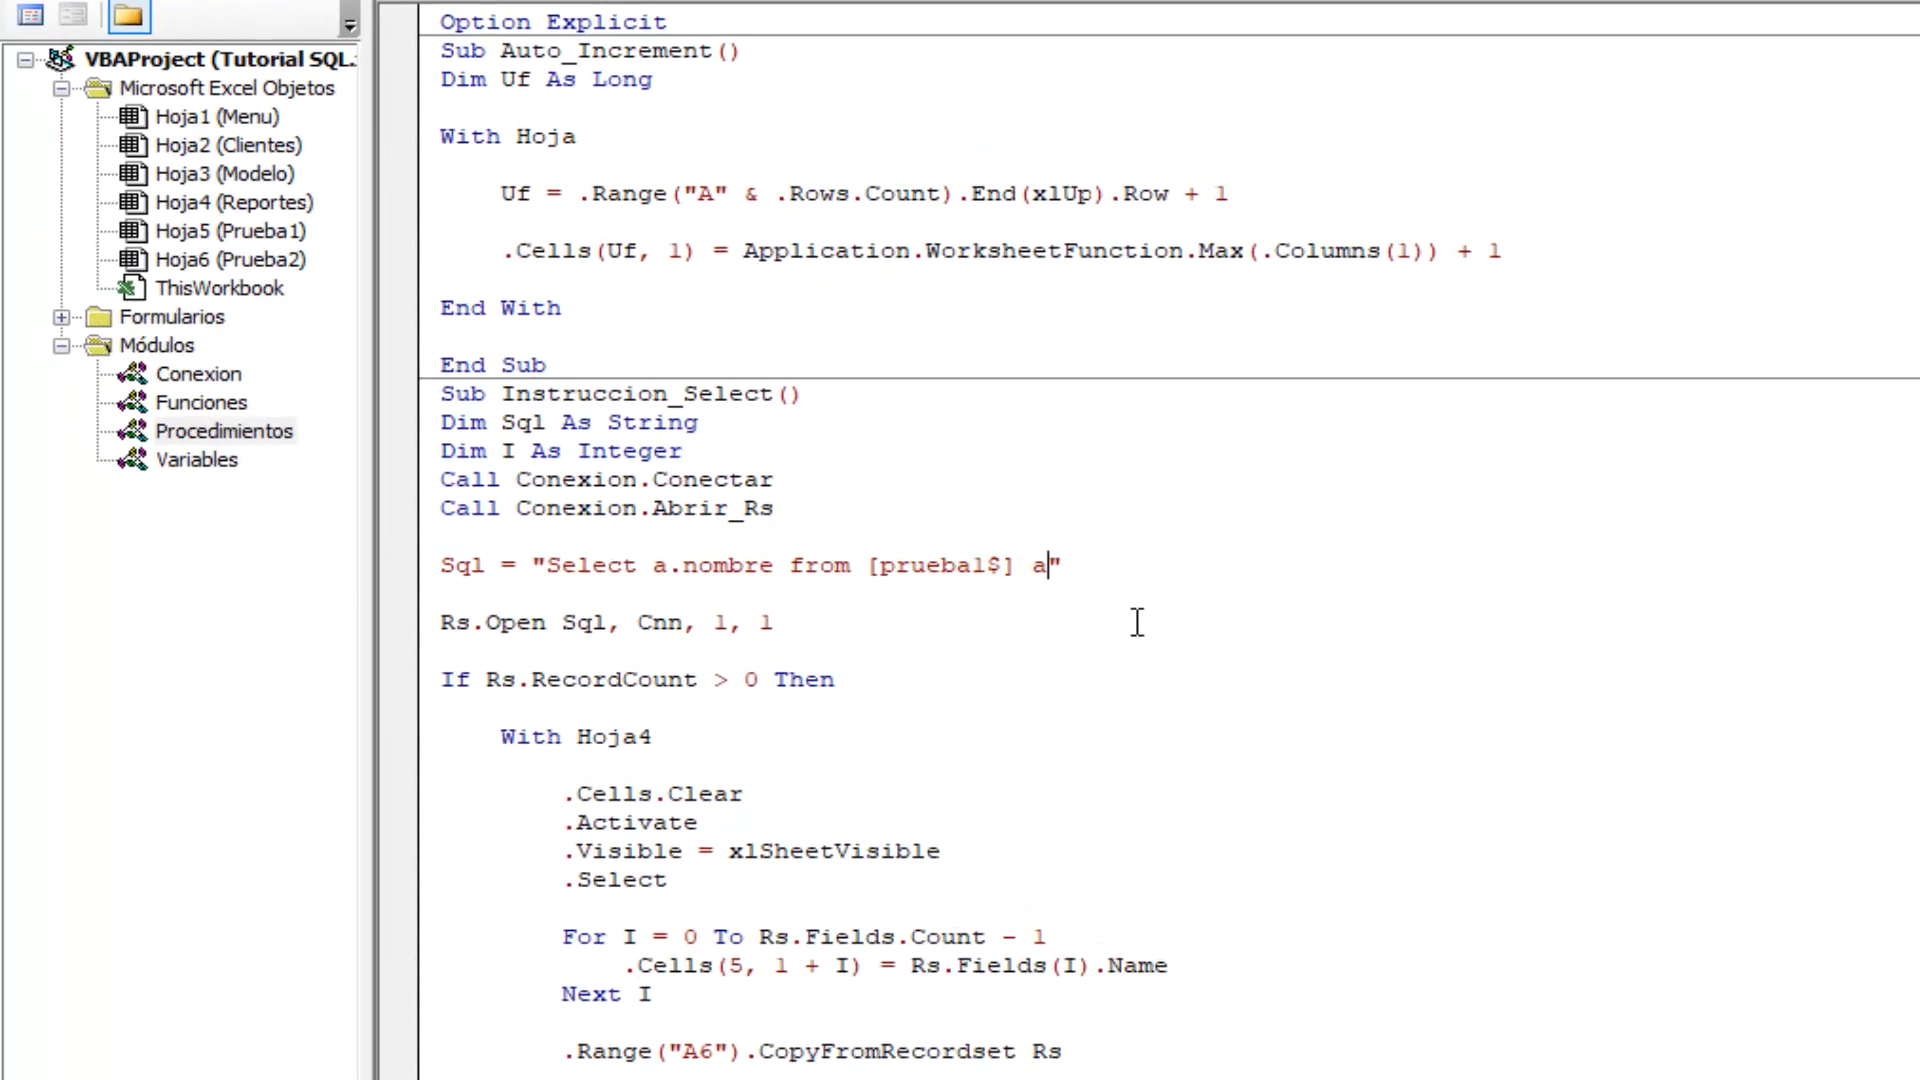 VBAProject (Tutorial SQL.
Microsoft Excel Objetos
Hoja1 (Menu)
Hoja2 (Clientes)
Hoja3 (Modelo)
Hoja4 (Reportes)
Hoja5 (Prueba1)
Hoja6 (Prueba2)
ThisWorkbook
Formularios
Módulos
Conexion
Funciones
Procedimientos
Variables
Option Explicit
Sub Auto_Increment()
Dim Uf As Long
With Hoja
Uf = .Range("A" & .Rows.Count).End(xlUp).Row + 1
.Cells(Uf, 1) = Application.WorksheetFunction.Max(.Columns(1)) + 1
End With
End Sub
Sub Instruccion_Select()
Dim Sql As String
Dim I As Integer
Call Conexion.Conectar
Call Conexion.Abrir_Rs
Sql = "Select a.nombre from [prueba1$] a"
Rs.Open Sql, Cnn, 1, 1
If Rs.RecordCount > 0 Then
With Hoja4
.Cells.Clear
.Activate
.Visible = xlSheetVisible
.Select
For I = 0 To Rs.Fields.Count - 1
.Cells(5, 1 + I) = Rs.Fields(I).Name
Next I
.Range("A6").CopyFromRecordset Rs